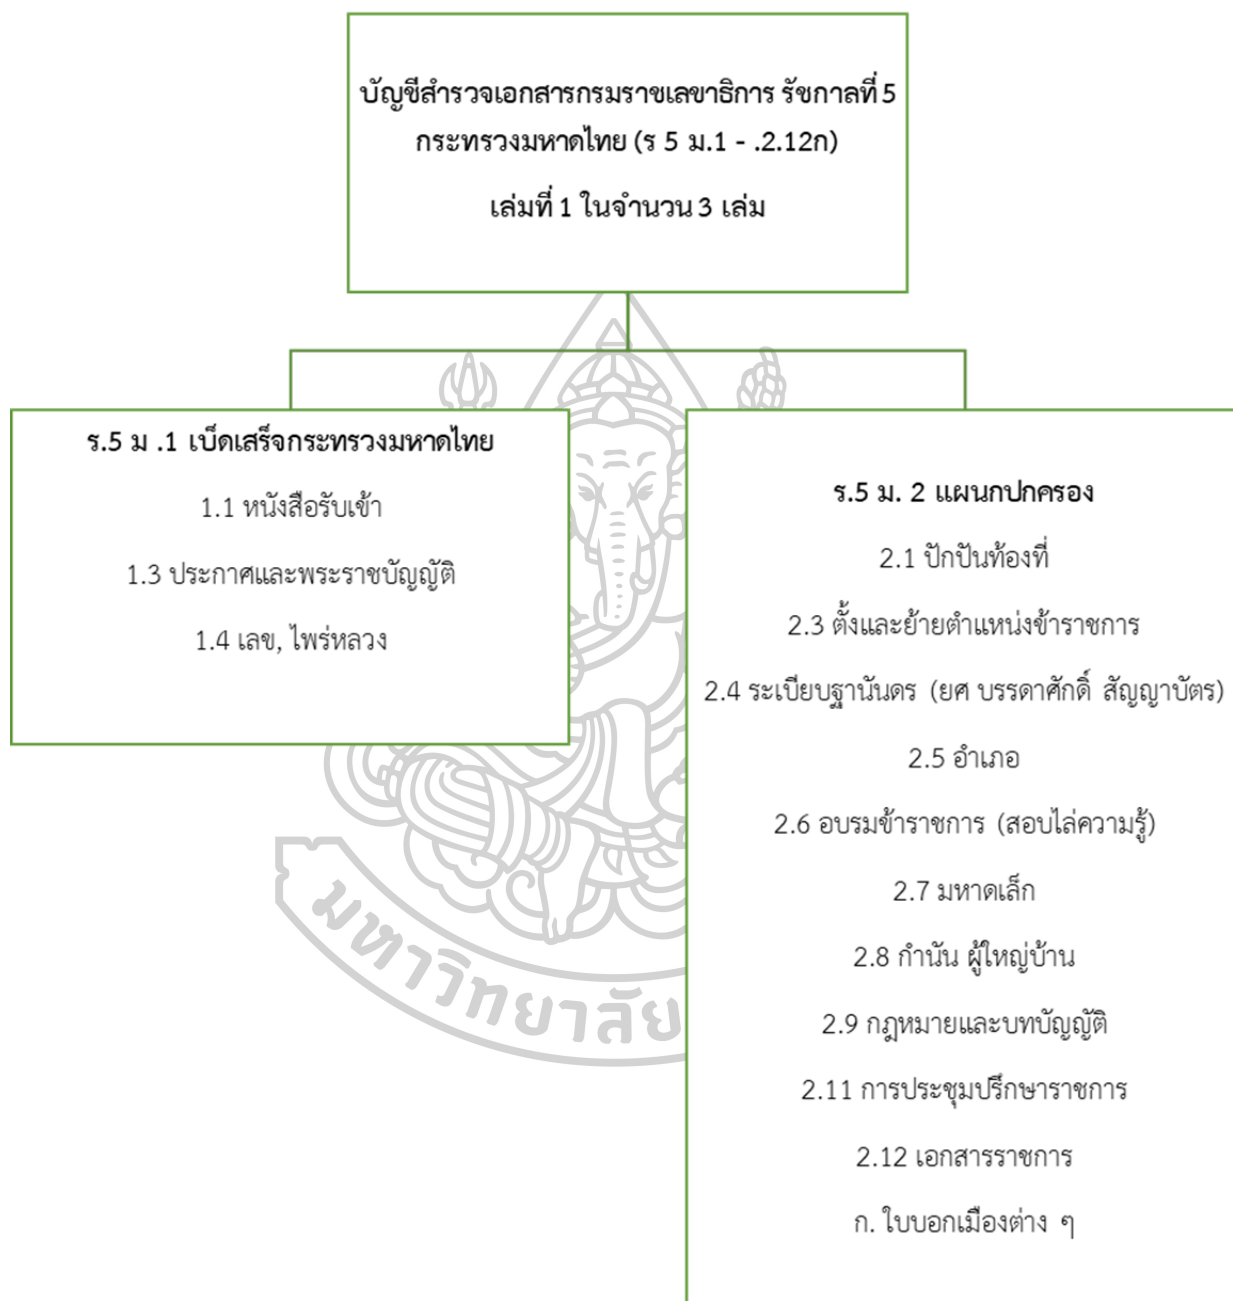 บัญชีสำรวจเอกสารกรมราชเลขาธิการ รัชกาลที่ 5
กระทรวงมหาดไทย (ร 5 ม.1 - .2.12ก)
เล่มที่ 1 ในจำนวน 3 เล่ม
ร.5 ม .1 เบ็ดเสร็จกระทรวงมหาดไทย
1.1 หนังสือรับเข้า
1.3 ประกาศและพระราชบัญญัติ
1.4 เลข, ไพร่หลวง
ร.5 ม. 2 แผนกปกครอง
2.1 ปักปันท้องที่
2.3 ตั้งและย้ายตำแหน่งข้าราชการ
2.4 ระเบียบฐานันดร (ยศ บรรดาศักดิ์ สัญญาบัตร)
2.5 อำเภอ
2.6 อบรมข้าราชการ (สอบไล่ความรู้)
2.7 มหาดเล็ก
2.8 กำนัน ผู้ใหญ่บ้าน
2.9 กฎหมายและบทบัญญัติ
2.11 การประชุมปรึกษาราชการ
2.12 เอกสารราชการ
ก. ใบบอกเมืองต่าง ๆ
มหาวิทยาลัย